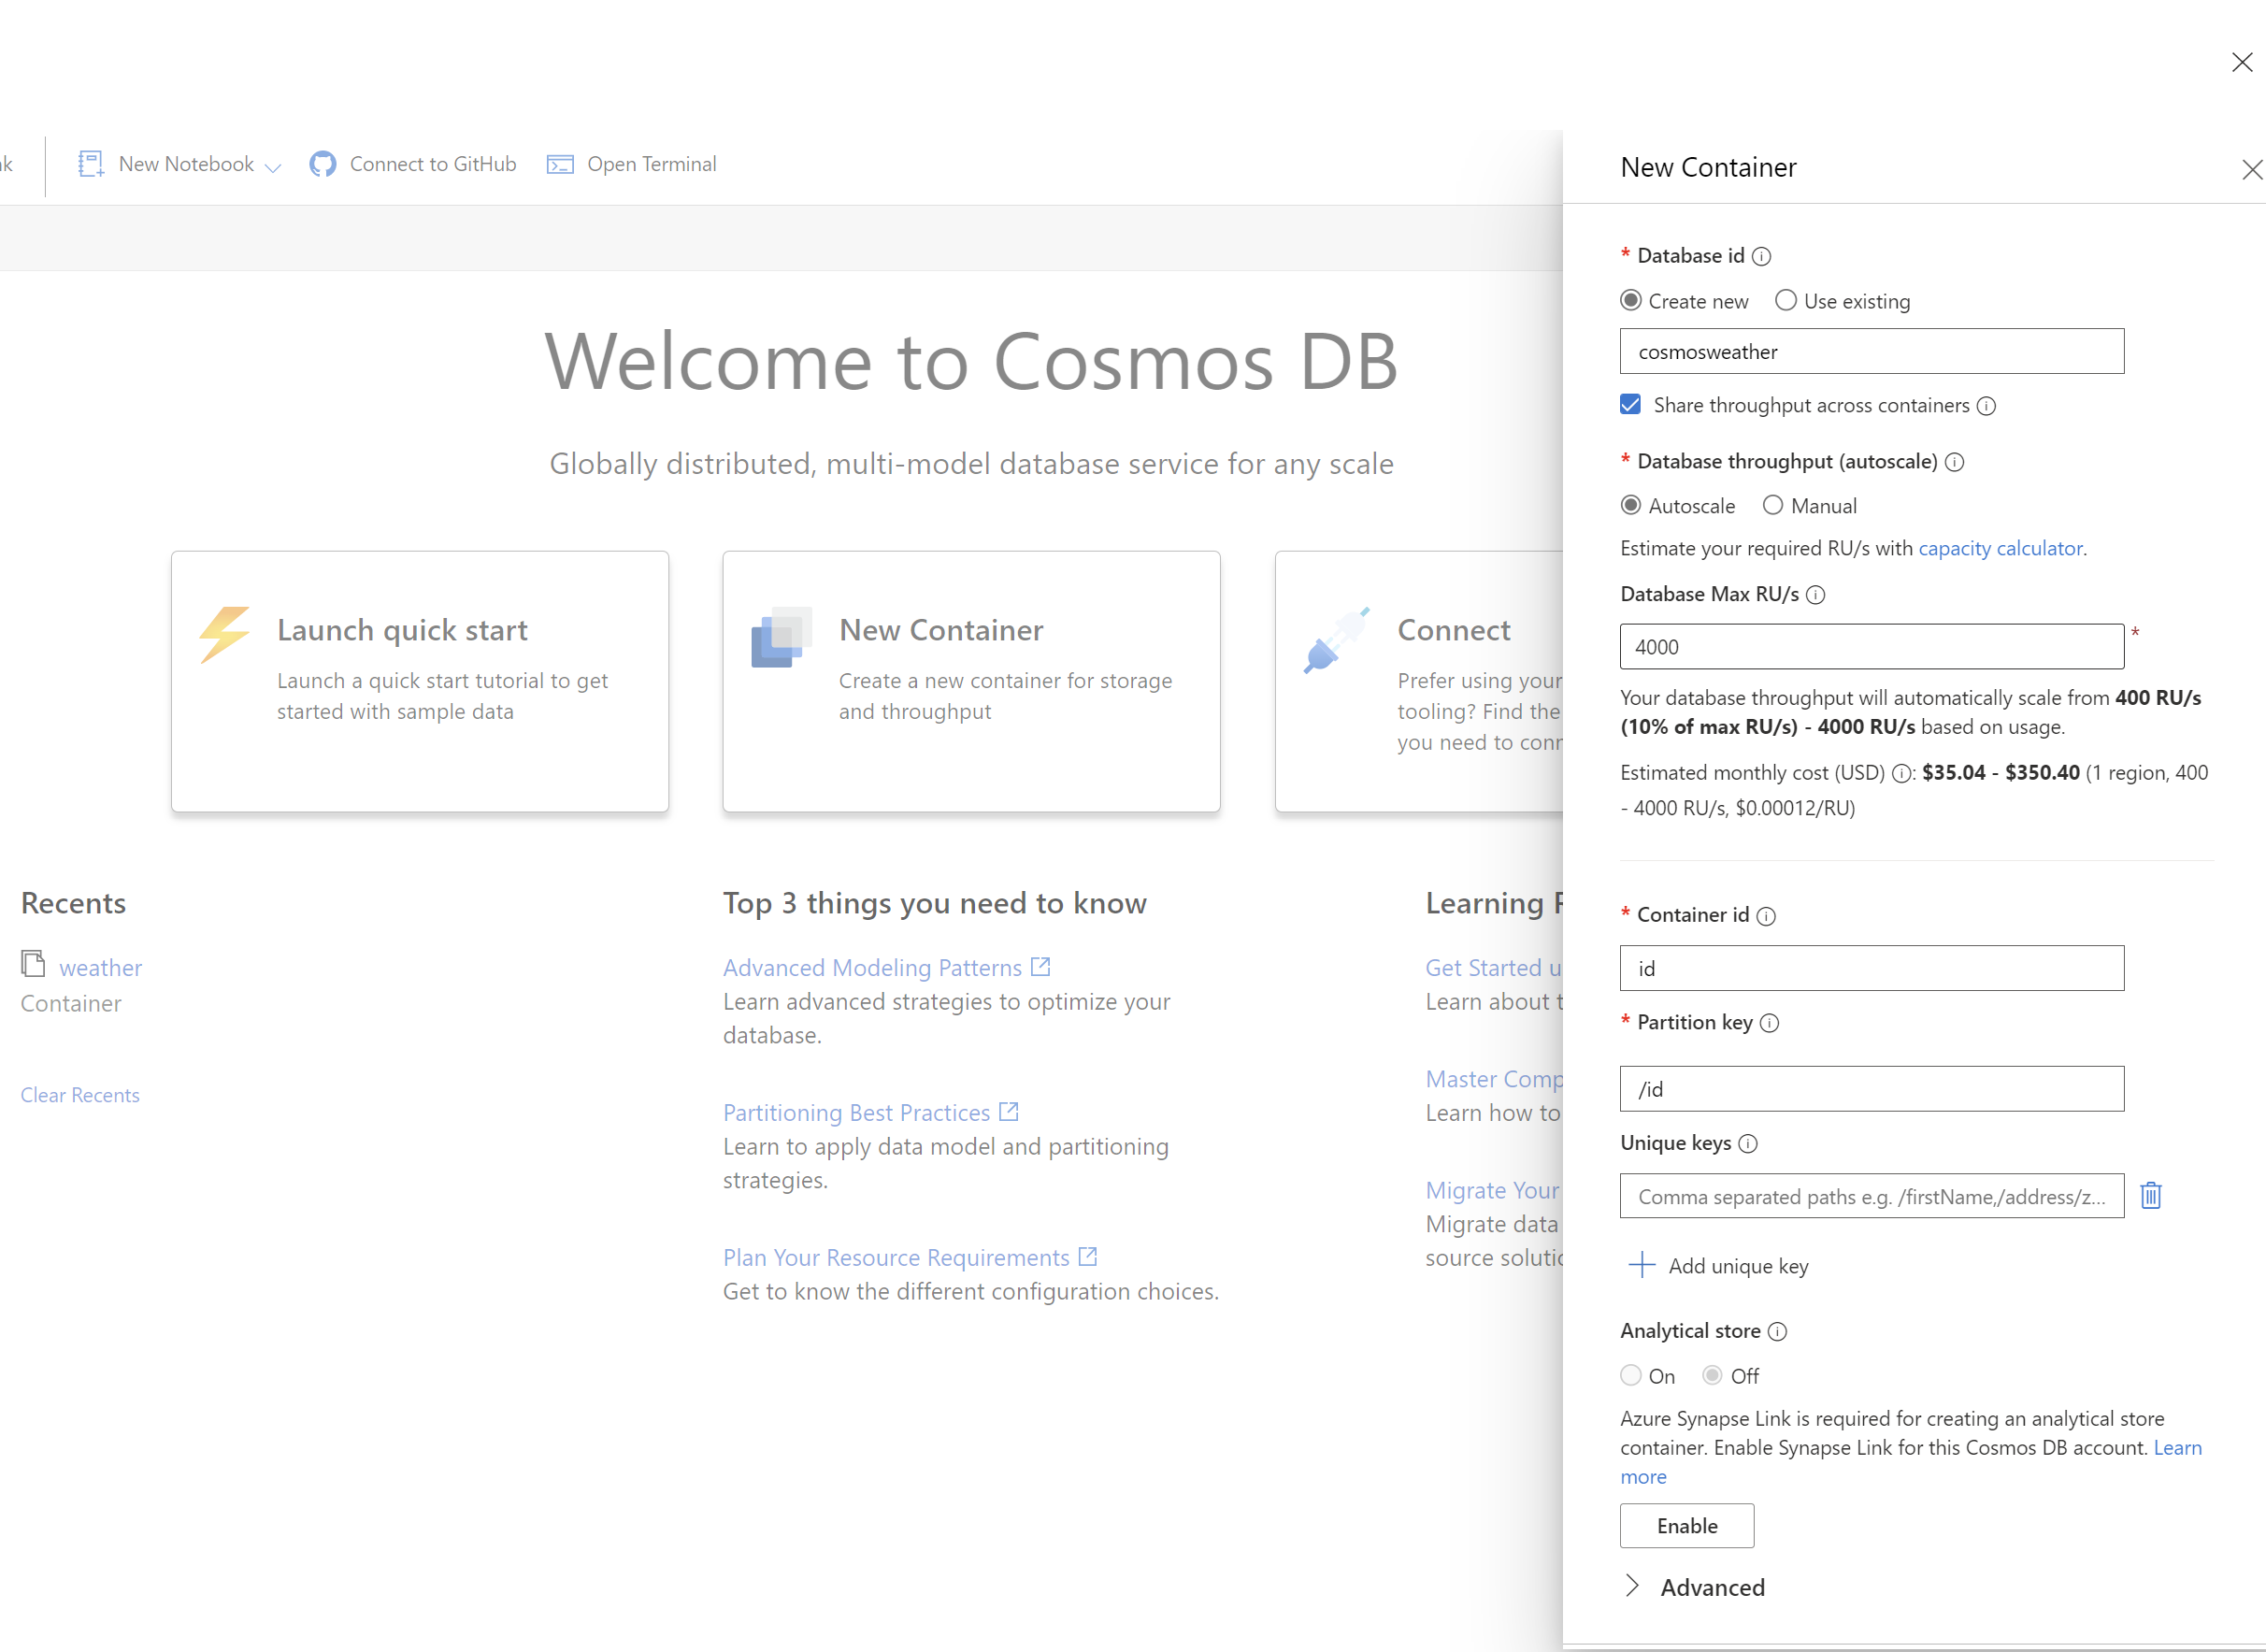 New Notebook
Connect to GitHub
Open Terminal
Welcome to Cosmos DB
Globally distributed, multi-model database service for any scale
Launch quick start
Launch a quick start tutorial to get
started with sample data
New Container
Create a new container for storage
and throughput
Connect
Prefer using your
tooling? Find the
you need to conn
Recents
weather
Container
Clear Recents
Top 3 things you need to know
Advanced Modeling Patterns
Learn advanced strategies to optimize your
database.
Partitioning Best Practices
Learn to apply data model and partitioning
strategies.
Plan Your Resource Requirements
Get to know the different configuration choices.
Learning
Get Started u
Learn about t
Master Comp
Learn how to
Migrate Your
Migrate data
source solutio
New Container
* Database id
Create new Use existing
cosmosweather
Share throughput across containers
* Database throughput (autoscale)
Autoscale Manual
Estimate your required RU/s with capacity calculator.
Database Max RU/s
4000 *
Your database throughput will automatically scale from 400 RU/s
(10% of max RU/s) - 4000 RU/s based on usage.
Estimated monthly cost (USD) : $35.04 - $350.40 (1 region, 400
- 4000 RU/s, $0.00012/RU)
* Container id
id
* Partition key
/id
Unique keys
Comma separated paths e.g. /firstName,/address/z...
Add unique key
Analytical store
On Off
Azure Synapse Link is required for creating an analytical store
container. Enable Synapse Link for this Cosmos DB account. Learn
more
Enable
Advanced